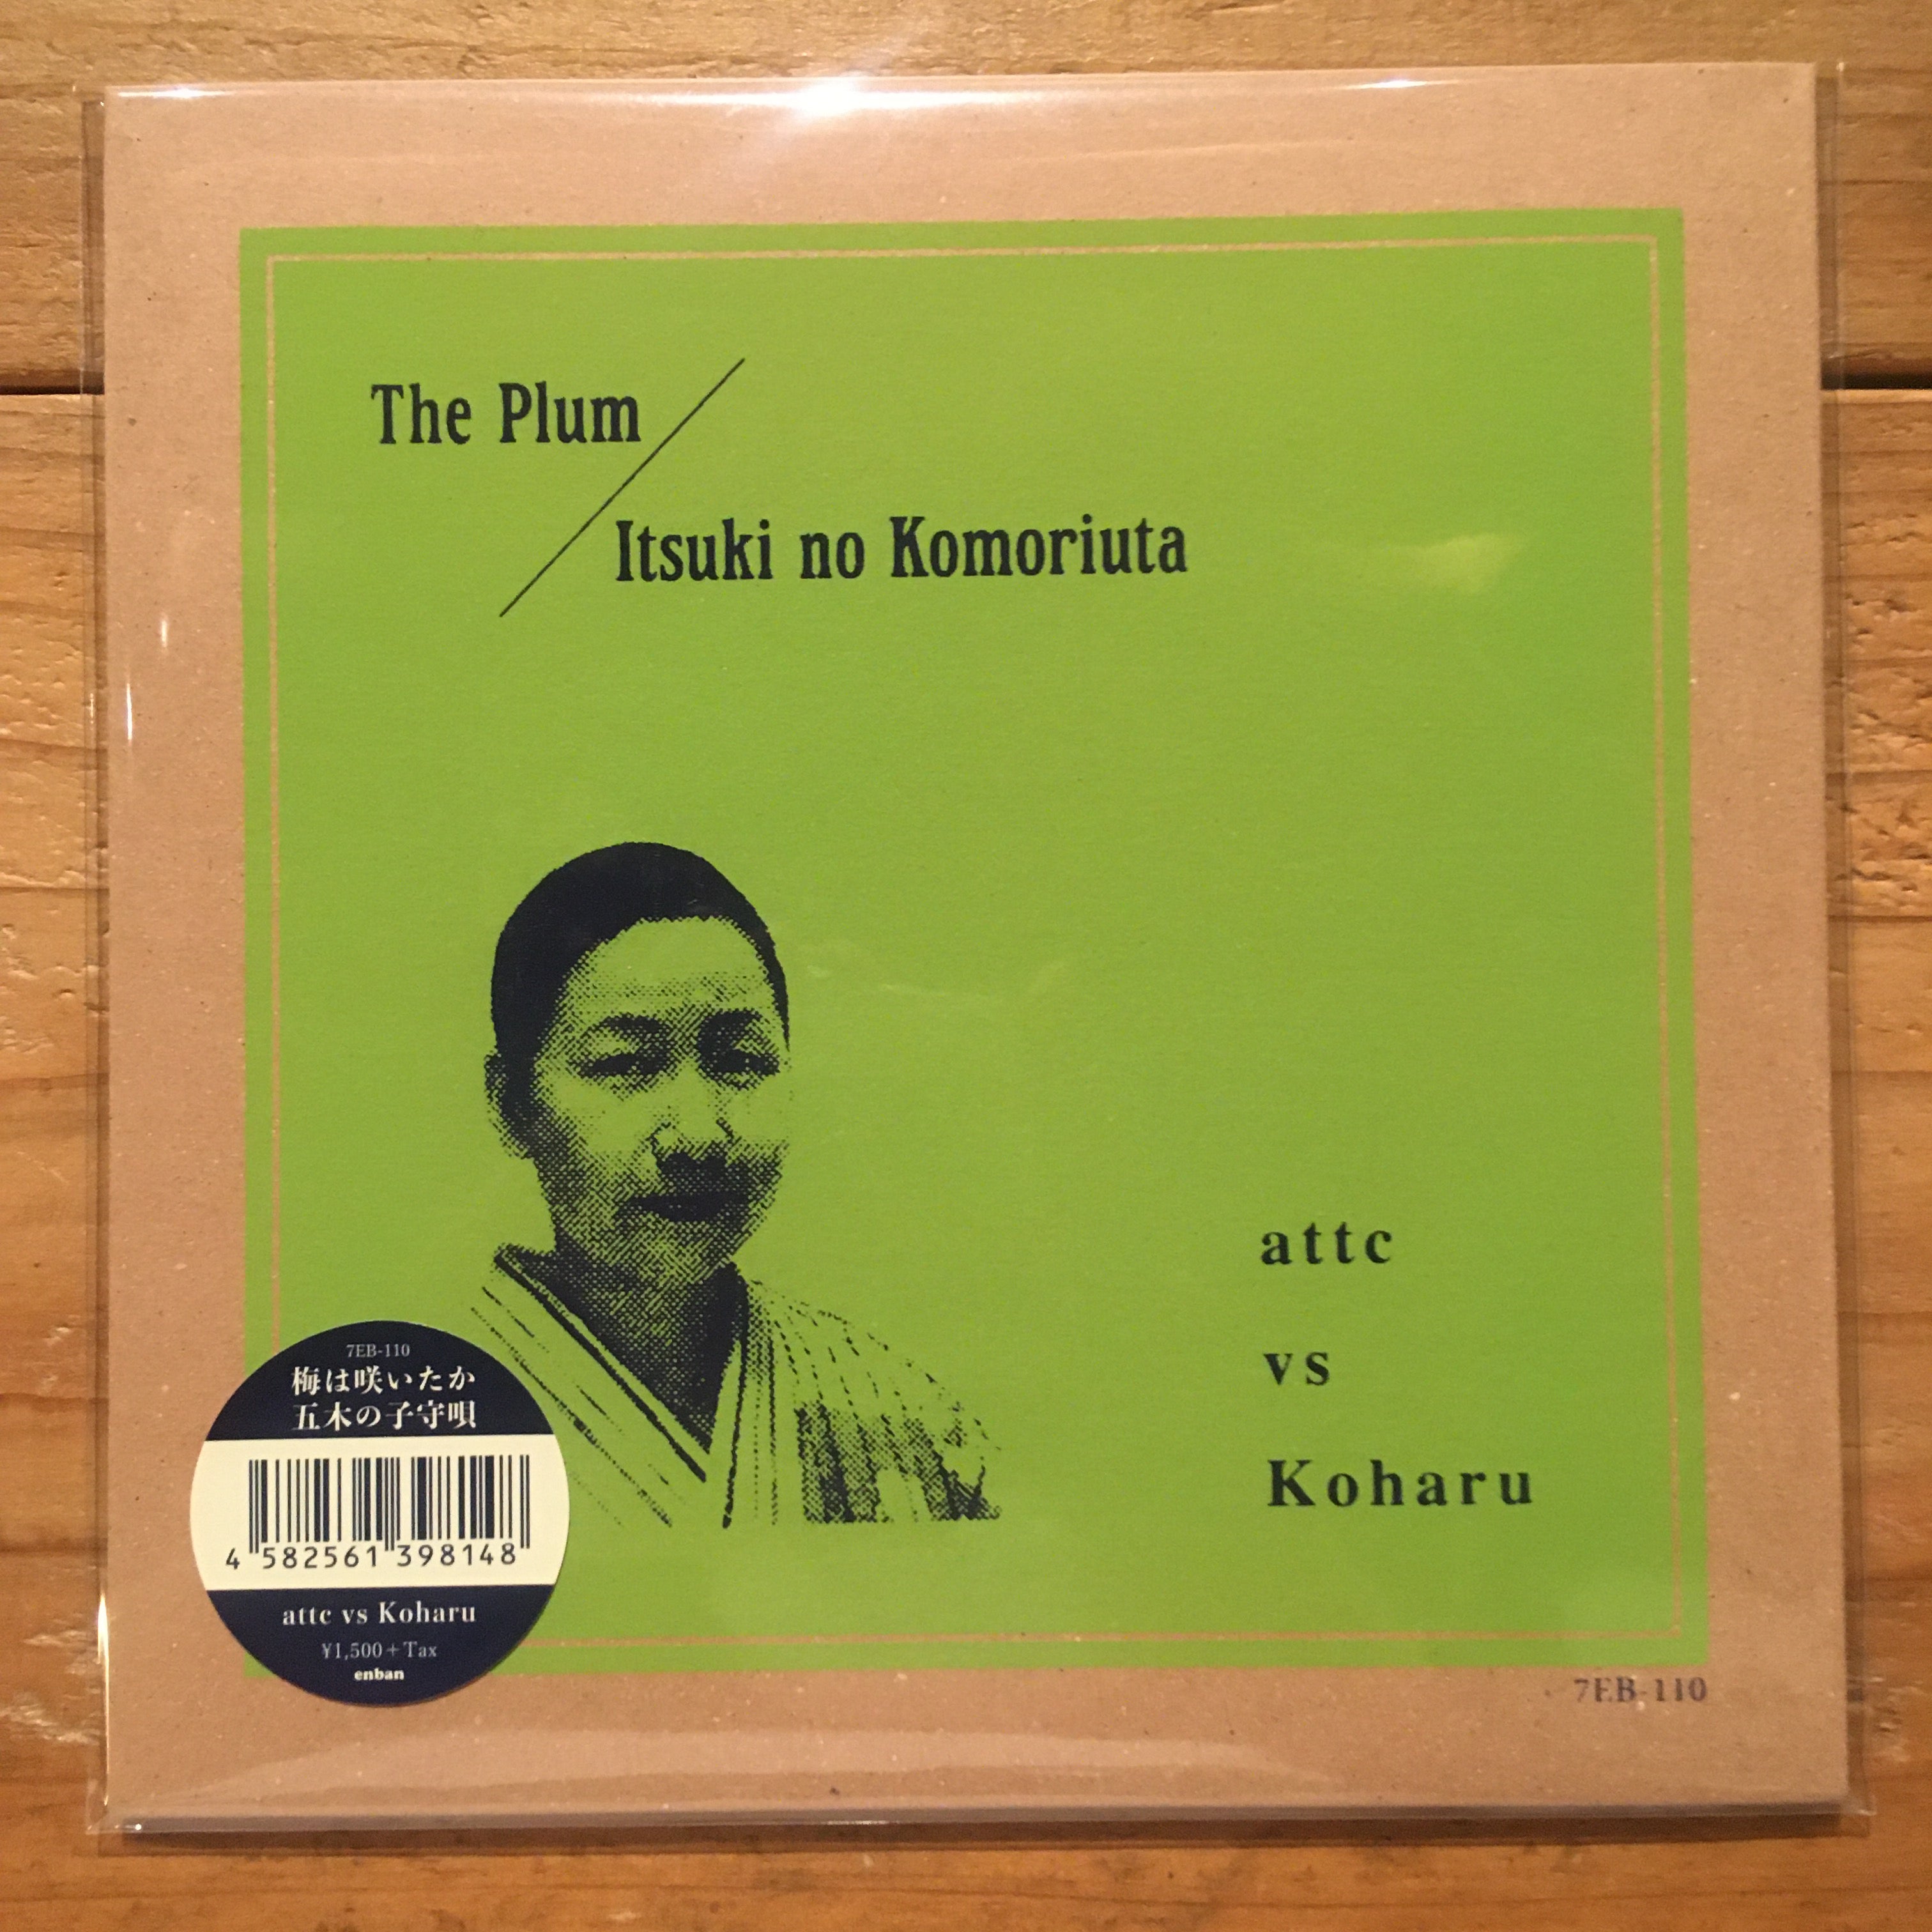 The Plum
Itsuki no Komoriuta
attc
vs
Koharu
7EB-110
梅は咲いたか
五木の子守唄
4 582561 398148
attc vs Koharu
¥1,500+Tax
enban
7EB-110